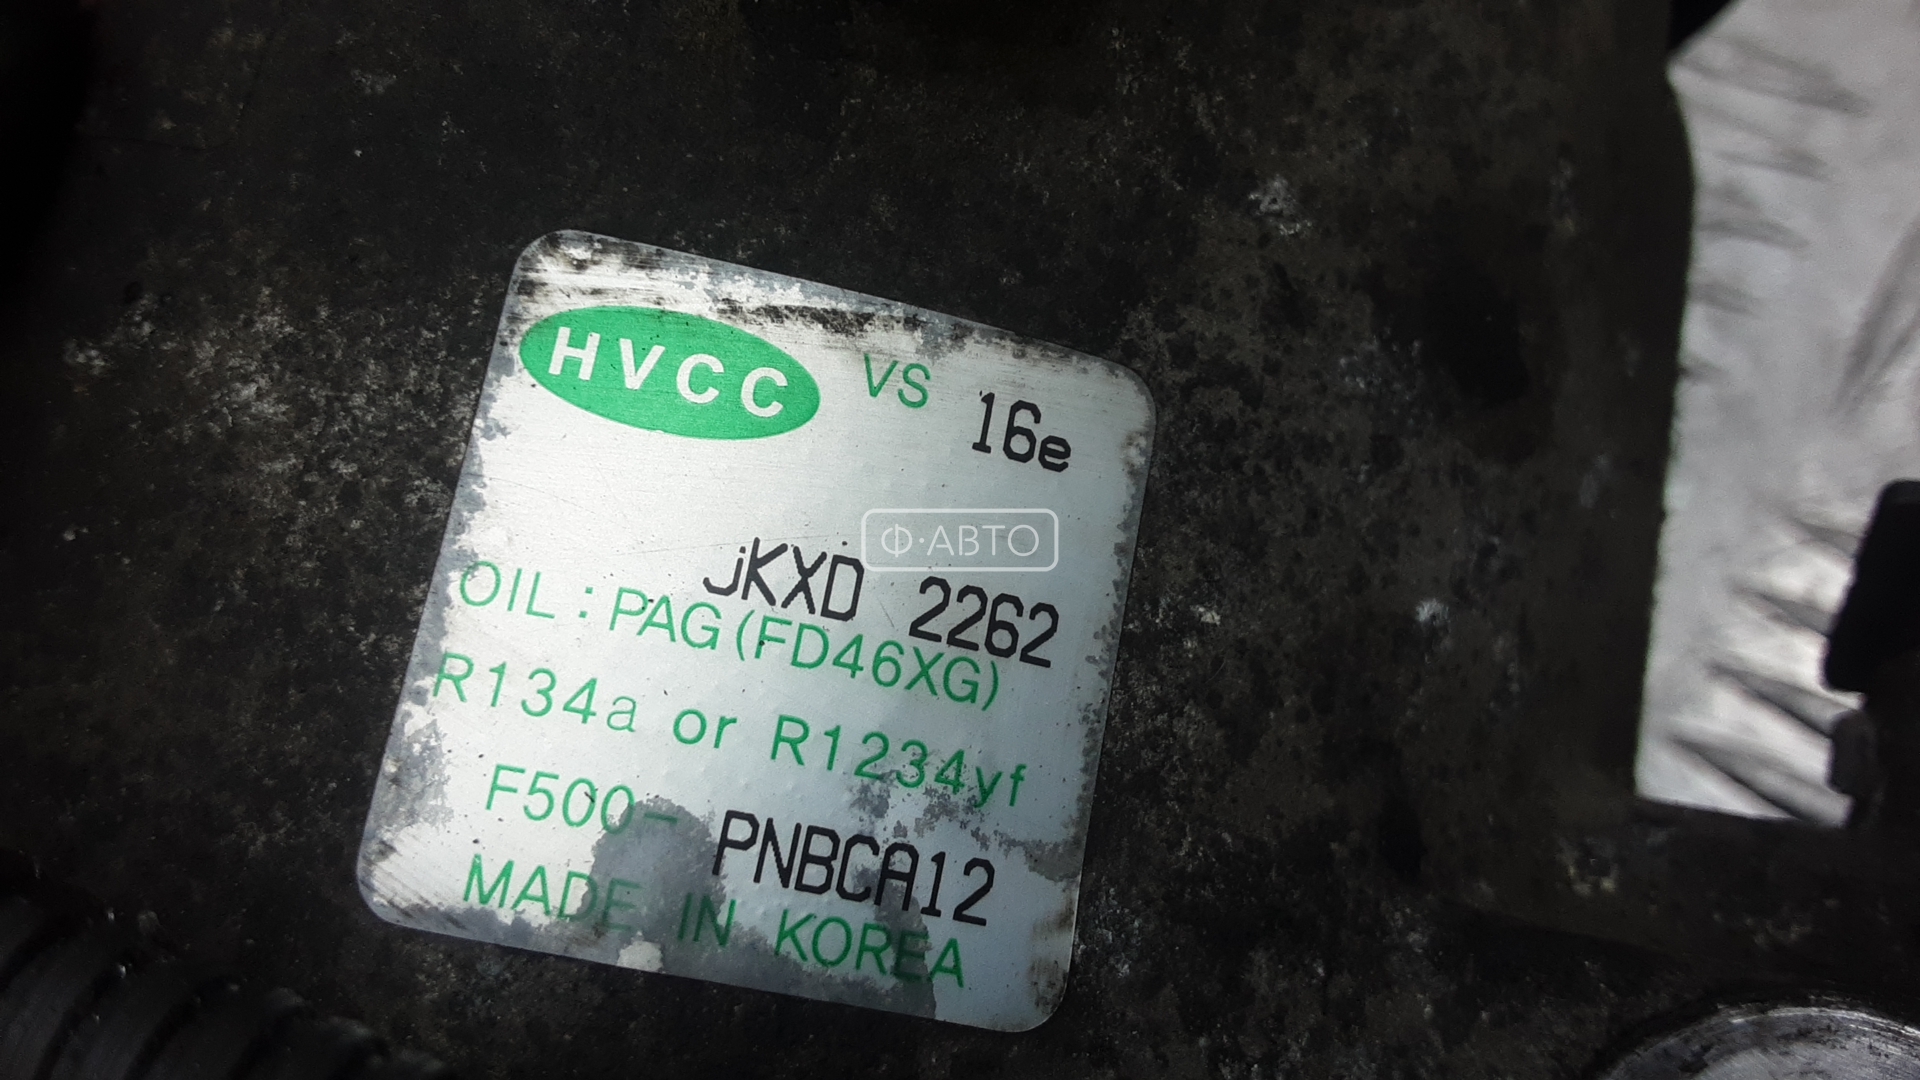 HVCC VS 16e
Ф·АВТО
jKXD 2262
OIL : PAG (FD46XG)
R134a or R1234yf
F500- PNBCA12
MADE IN KOREA